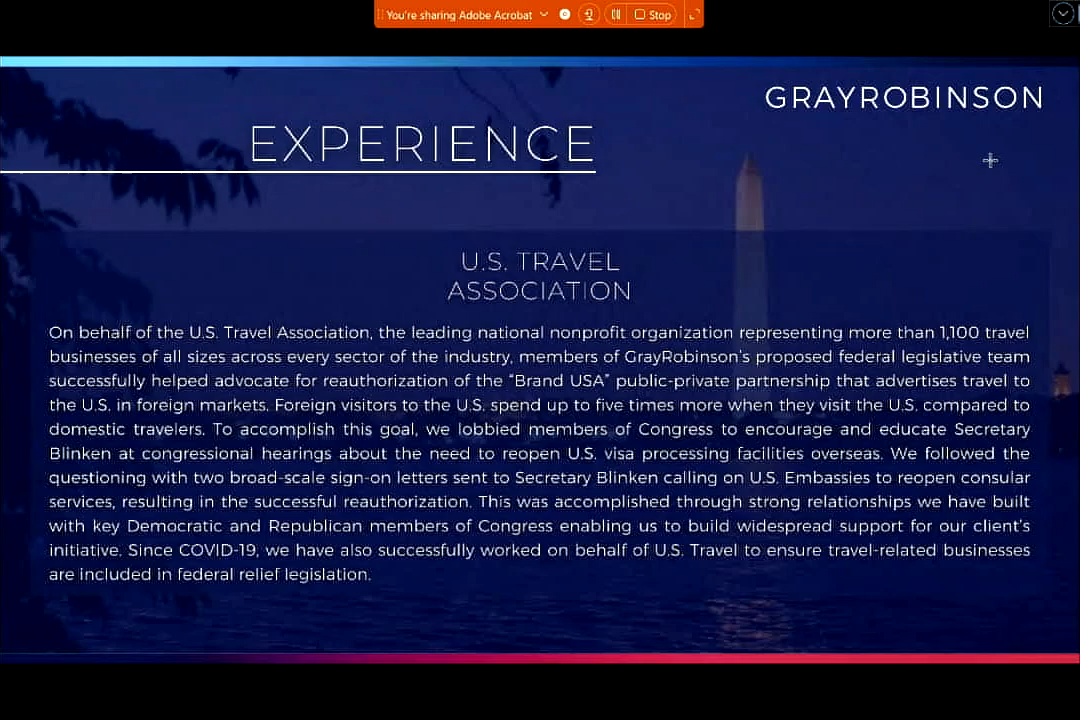 You're sharing Adobe Acrobat
Stop
GRAYROBINSON
EXPERIENCE
U.S. TRAVEL
ASSOCIATION
On behalf of the U.S. Travel Association, the leading national nonprofit organization representing more than 1,100 travel
businesses of all sizes across every sector of the industry, members of GrayRobinson's proposed federal legislative team
successfully helped advocate for reauthorization of the "Brand USA" public-private partnership that advertises travel to
the U.S. in foreign markets. Foreign visitors to the U.S. spend up to five times more when they visit the U.S. compared to
domestic travelers. To accomplish this goal, we lobbied members of Congress to encourage and educate Secretary
Blinken at congressional hearings about the need to reopen U.S. visa processing facilities overseas. We followed the
questioning with two broad-scale sign-on letters sent to Secretary Blinken calling on U.S. Embassies to reopen consular
services, resulting in the successful reauthorization. This was accomplished through strong relationships we have built
with key Democratic and Republican members of Congress enabling us to build widespread support for our client's
initiative. Since COVID-19, we have also successfully worked on behalf of U.S. Travel to ensure travel-related businesses
are included in federal relief legislation.